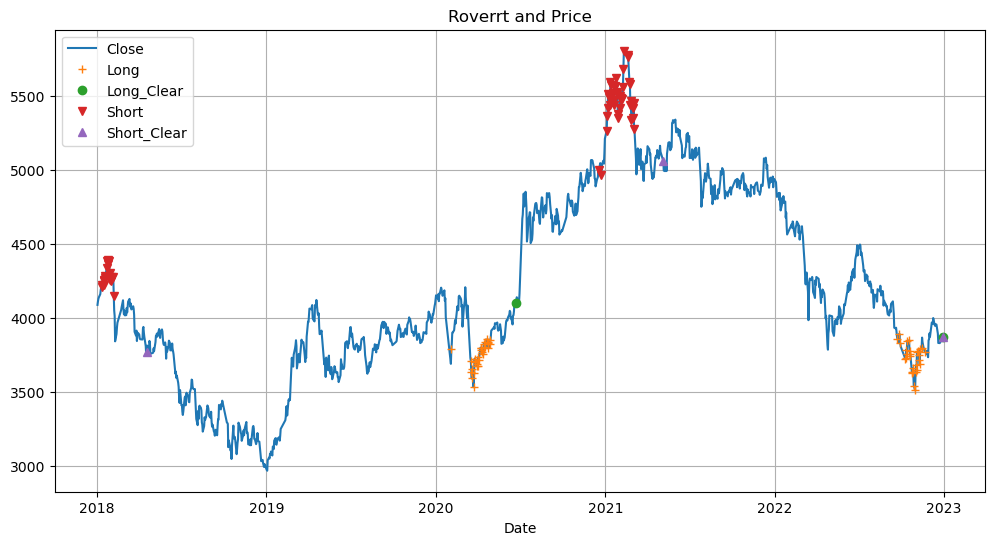 Roverrt and Price
Close
Long
Long_Clear
Short
Short_Clear
5500
5000
4500
4000
3500
3000
2018 2019 2020 2021 2022 2023
Date